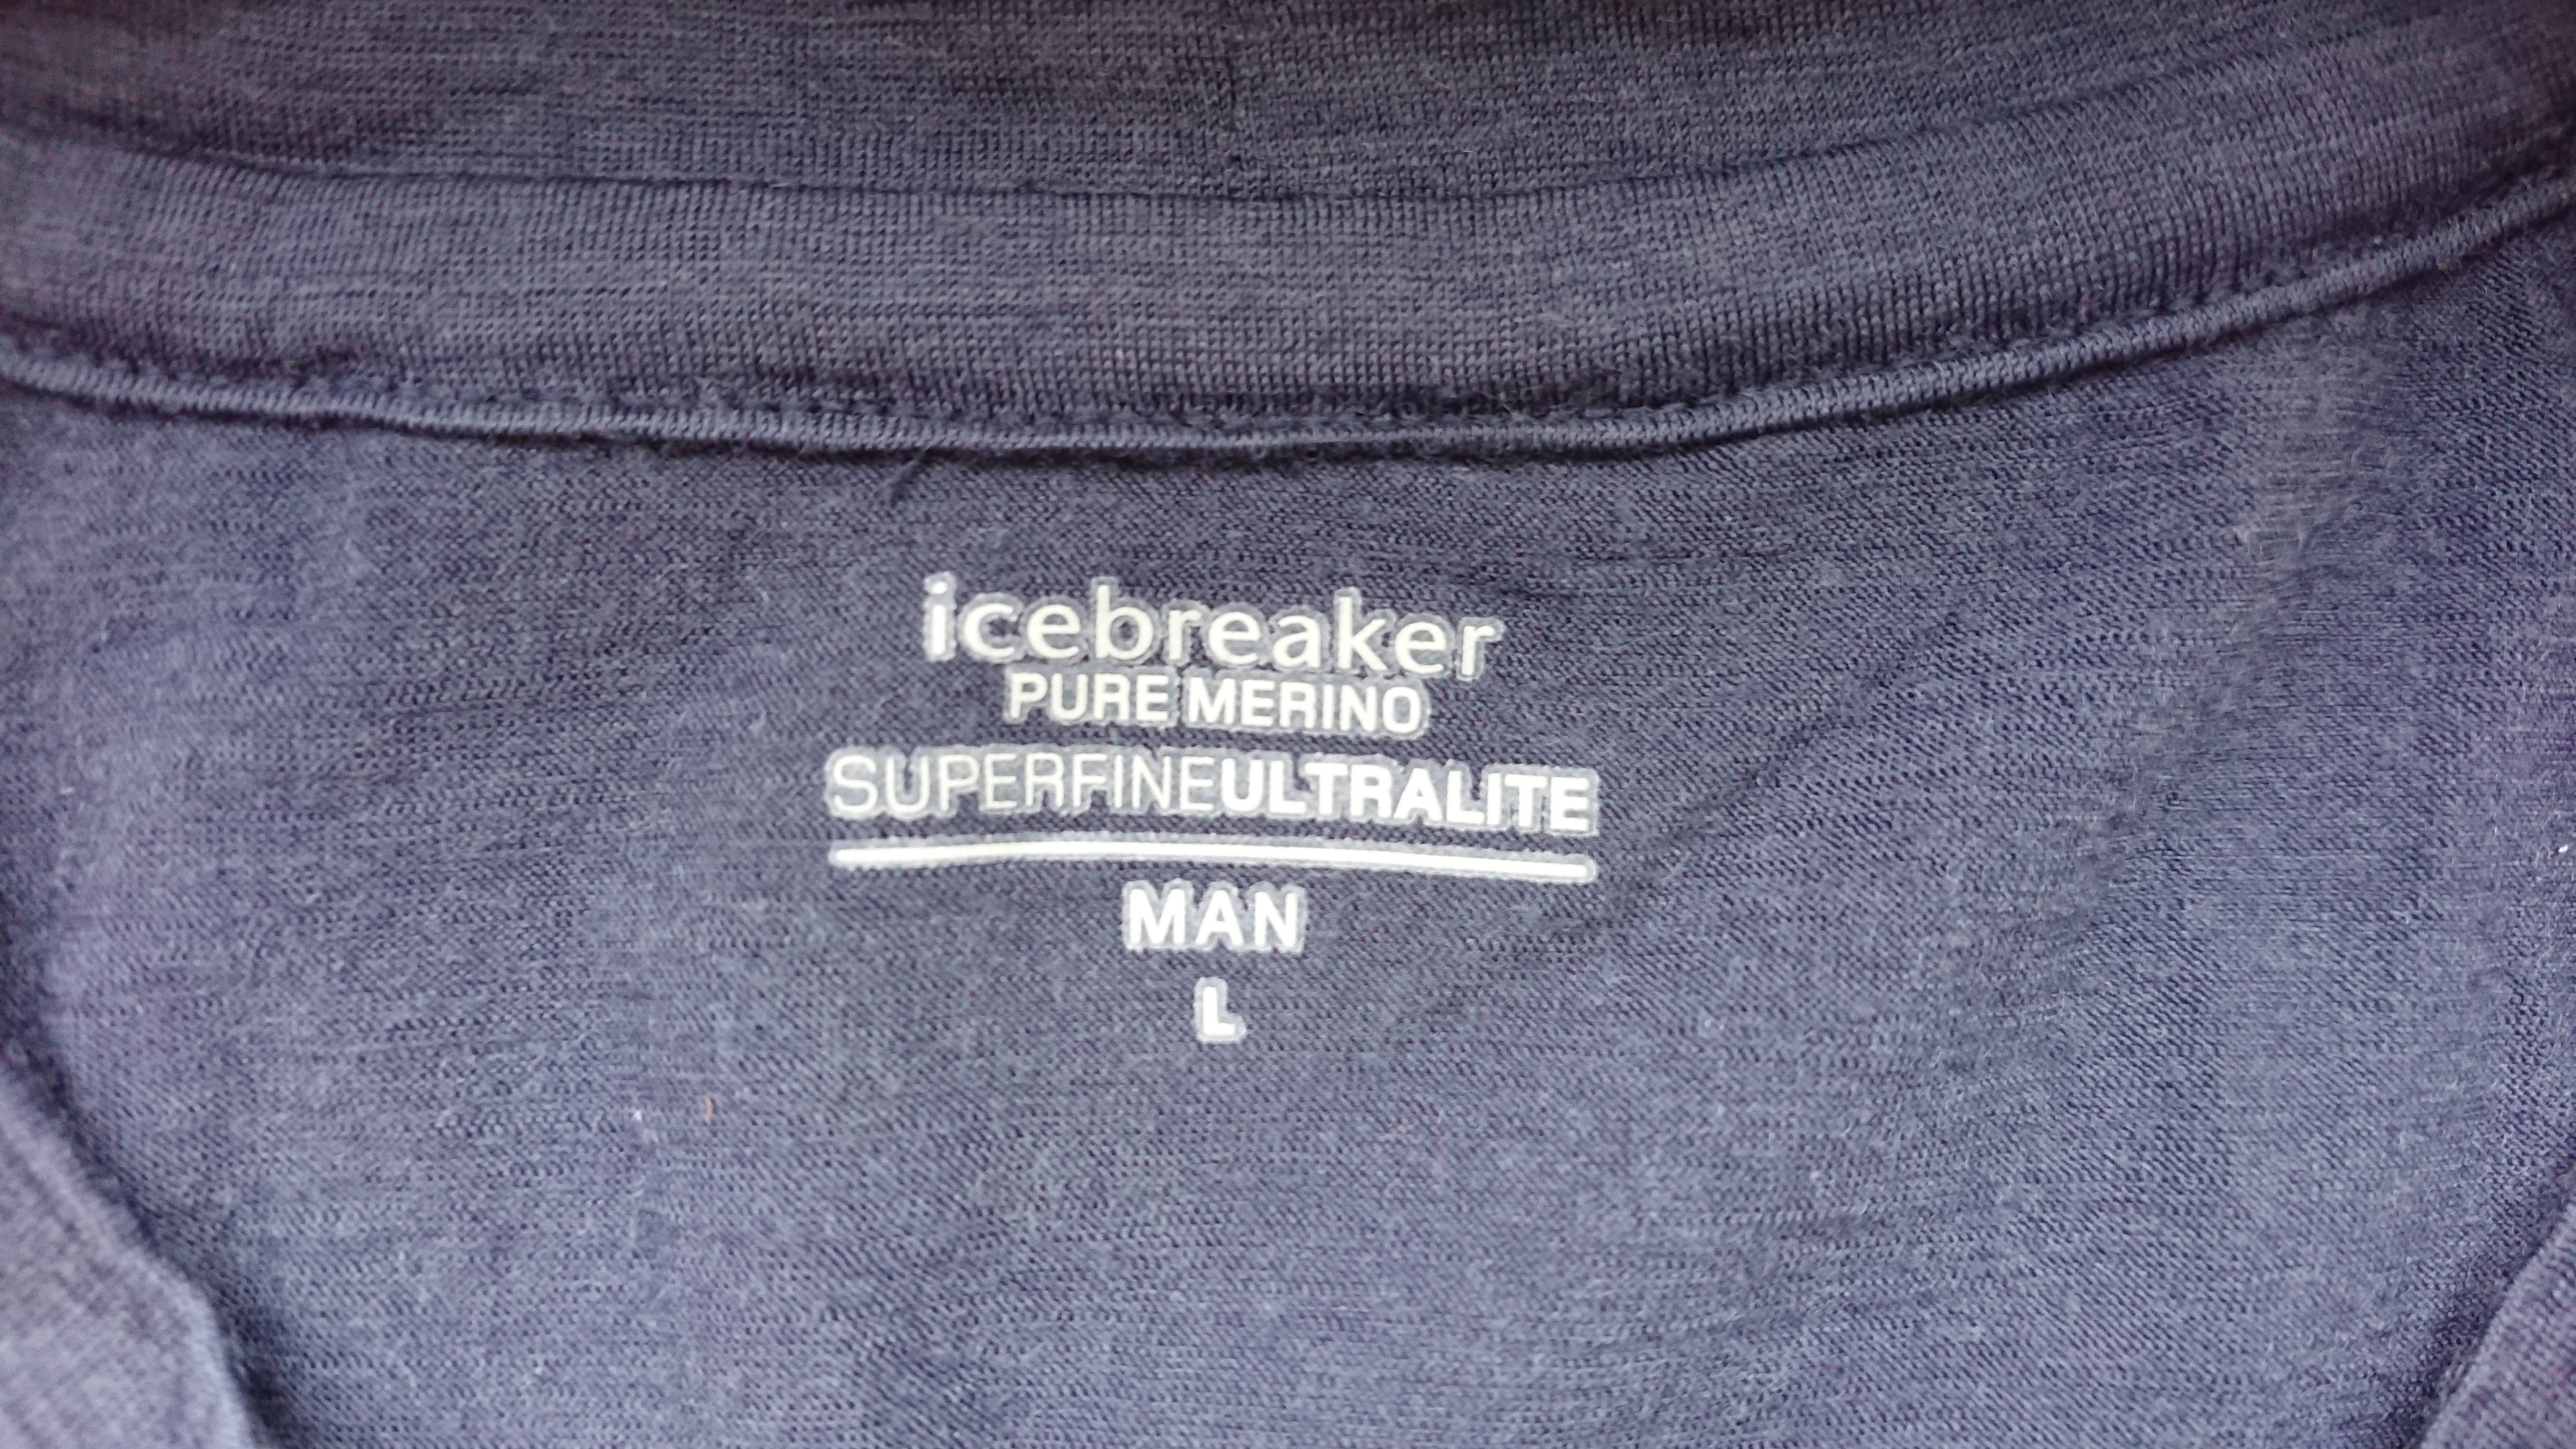 icebreaker
PURE MERINO
SUPERFINEULTRALITE
MAN
L